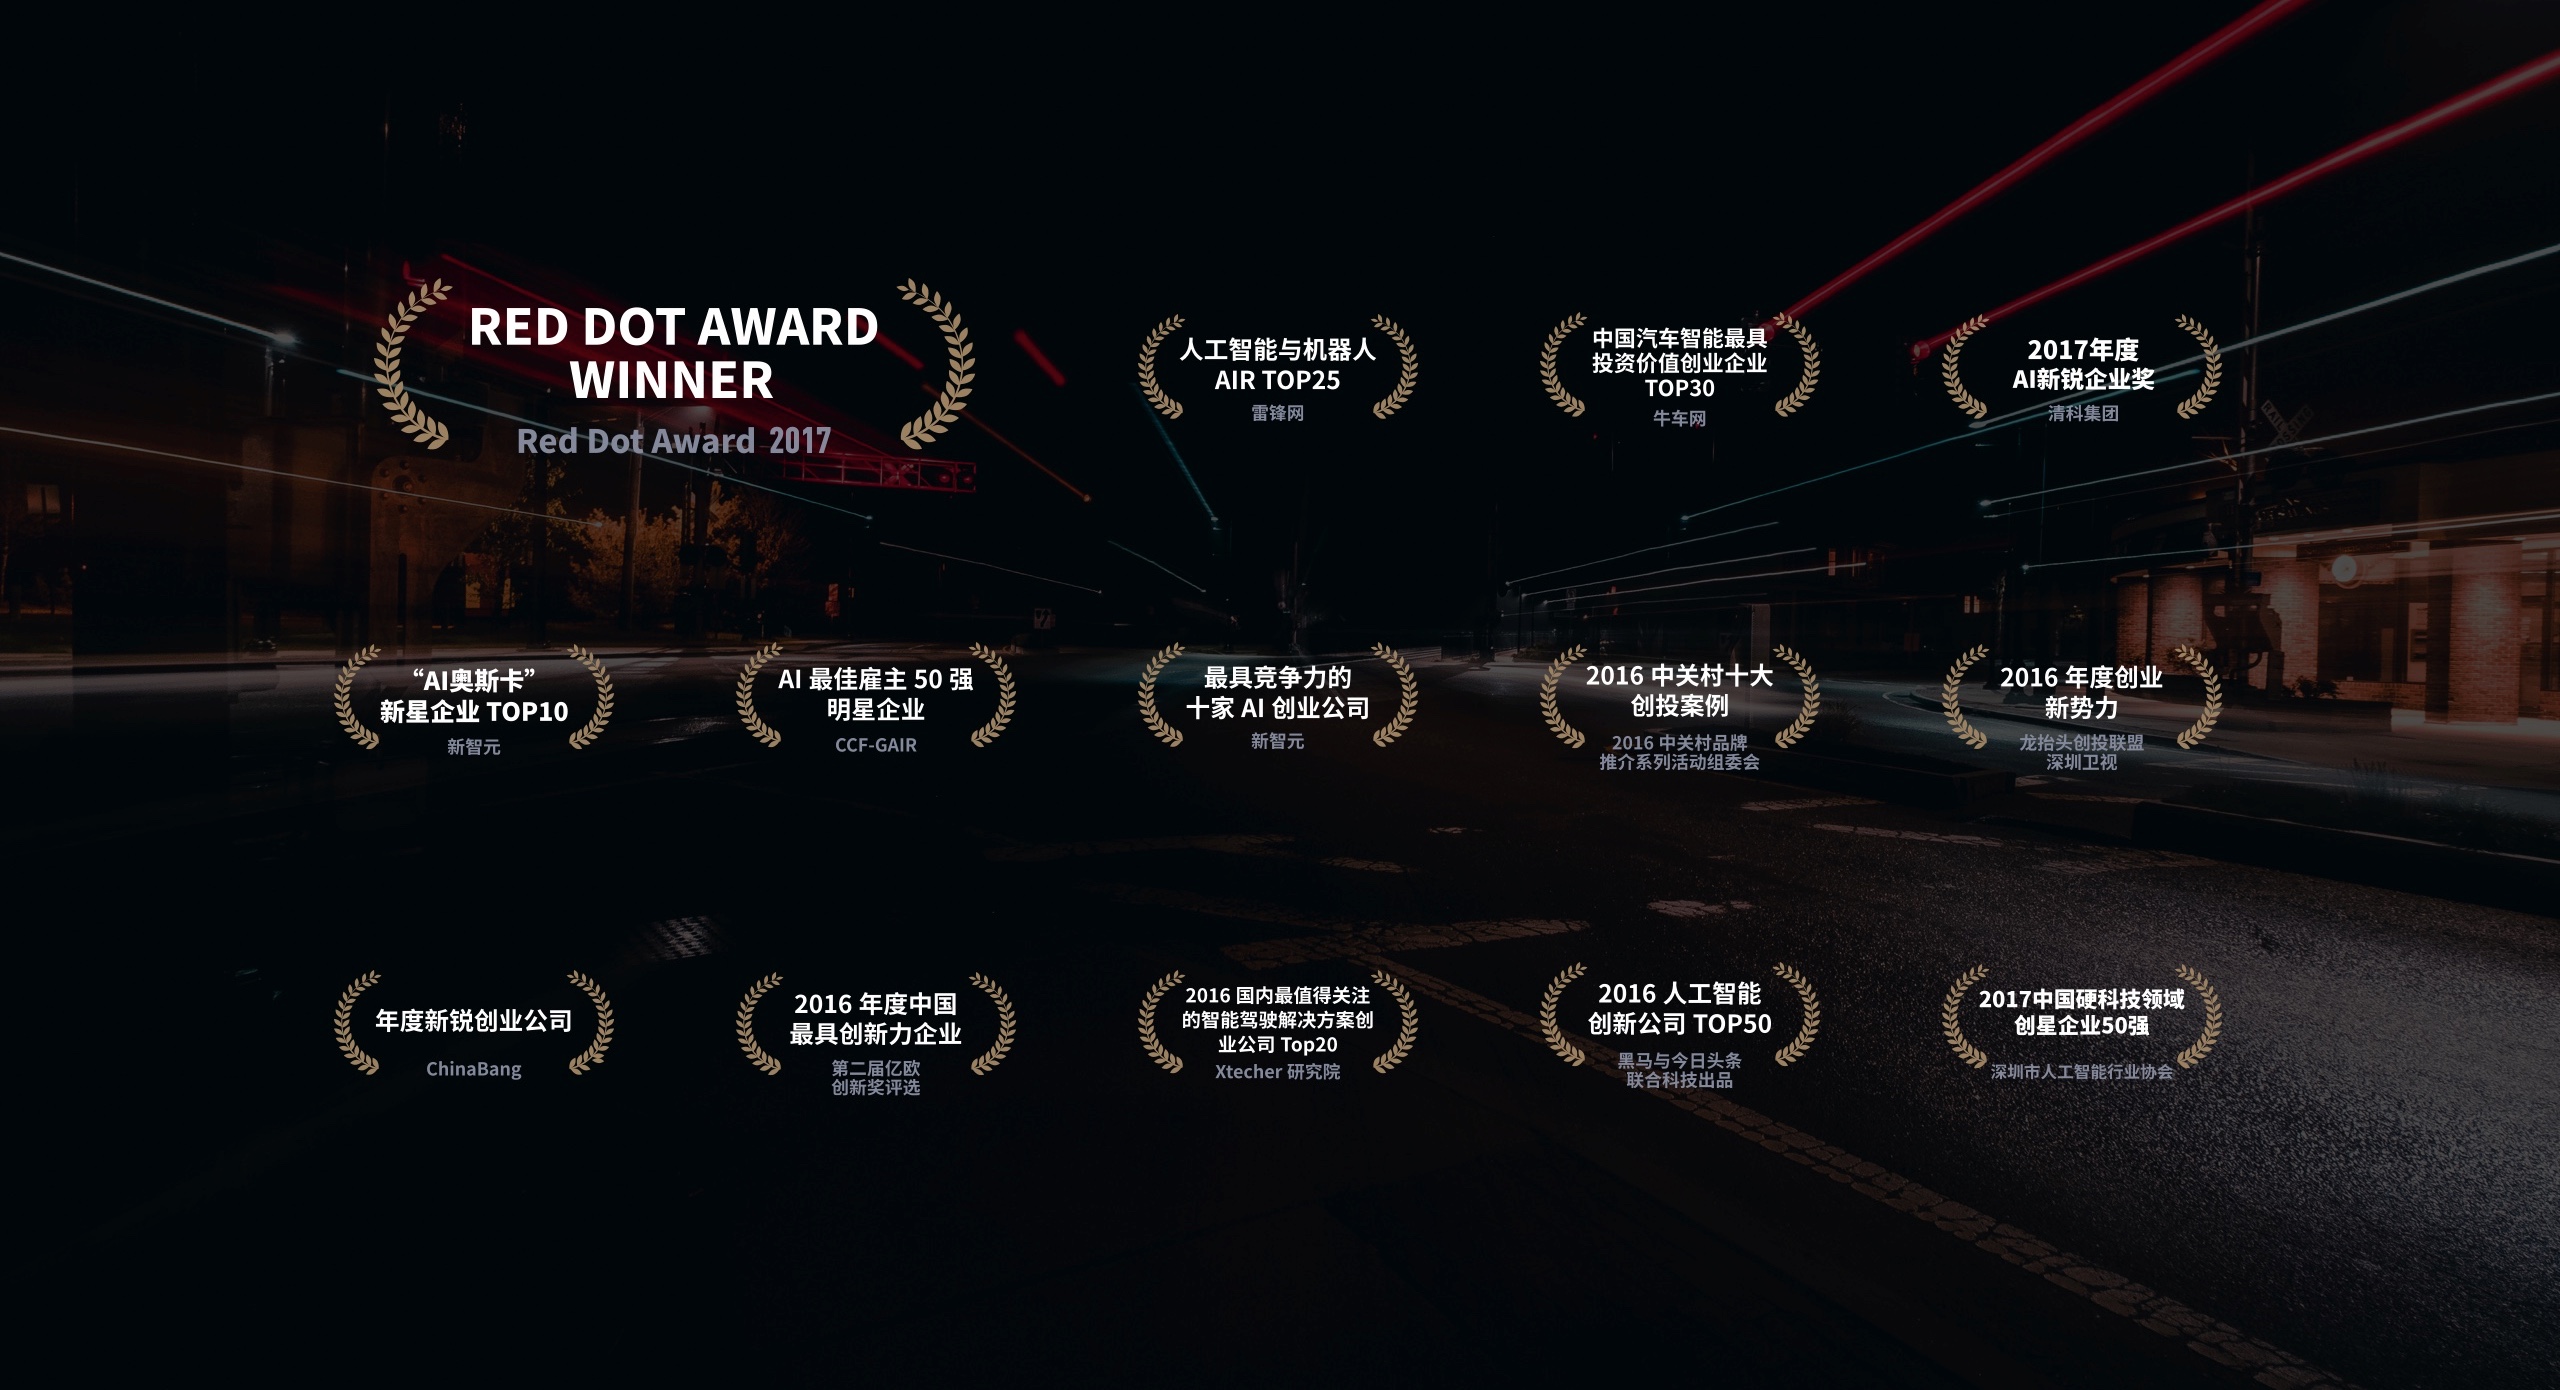 RED DOT AWARD
WINNER
Red Dot Award 2017
人工智能与机器人
AIR TOP25
雷锋网
中国汽车智能最具
投资价值创业企业
TOP30
牛车网
2017年度
AI新锐企业奖
清科集团
“AI奥斯卡”
新星企业 TOP10
新智元
AI 最佳雇主 50 强
明星企业
CCF-GAIR
最具竞争力的
十家 AI 创业公司
新智元
2016 中关村十大
创投案例
2016 中关村品牌
推介系列活动组委会
2016 年度创业
新势力
龙抬头创投联盟
深圳卫视
年度新锐创业公司
ChinaBang
2016 年度中国
最具创新力企业
第二届亿欧
创新奖评选
2016 国内最值得关注
的智能驾驶解决方案创
业公司 Top20
Xtecher 研究院
2016 人工智能
创新公司 TOP50
黑马与今日头条
联合科技出品
2017中国硬科技领域
创星企业50强
深圳市人工智能行业协会